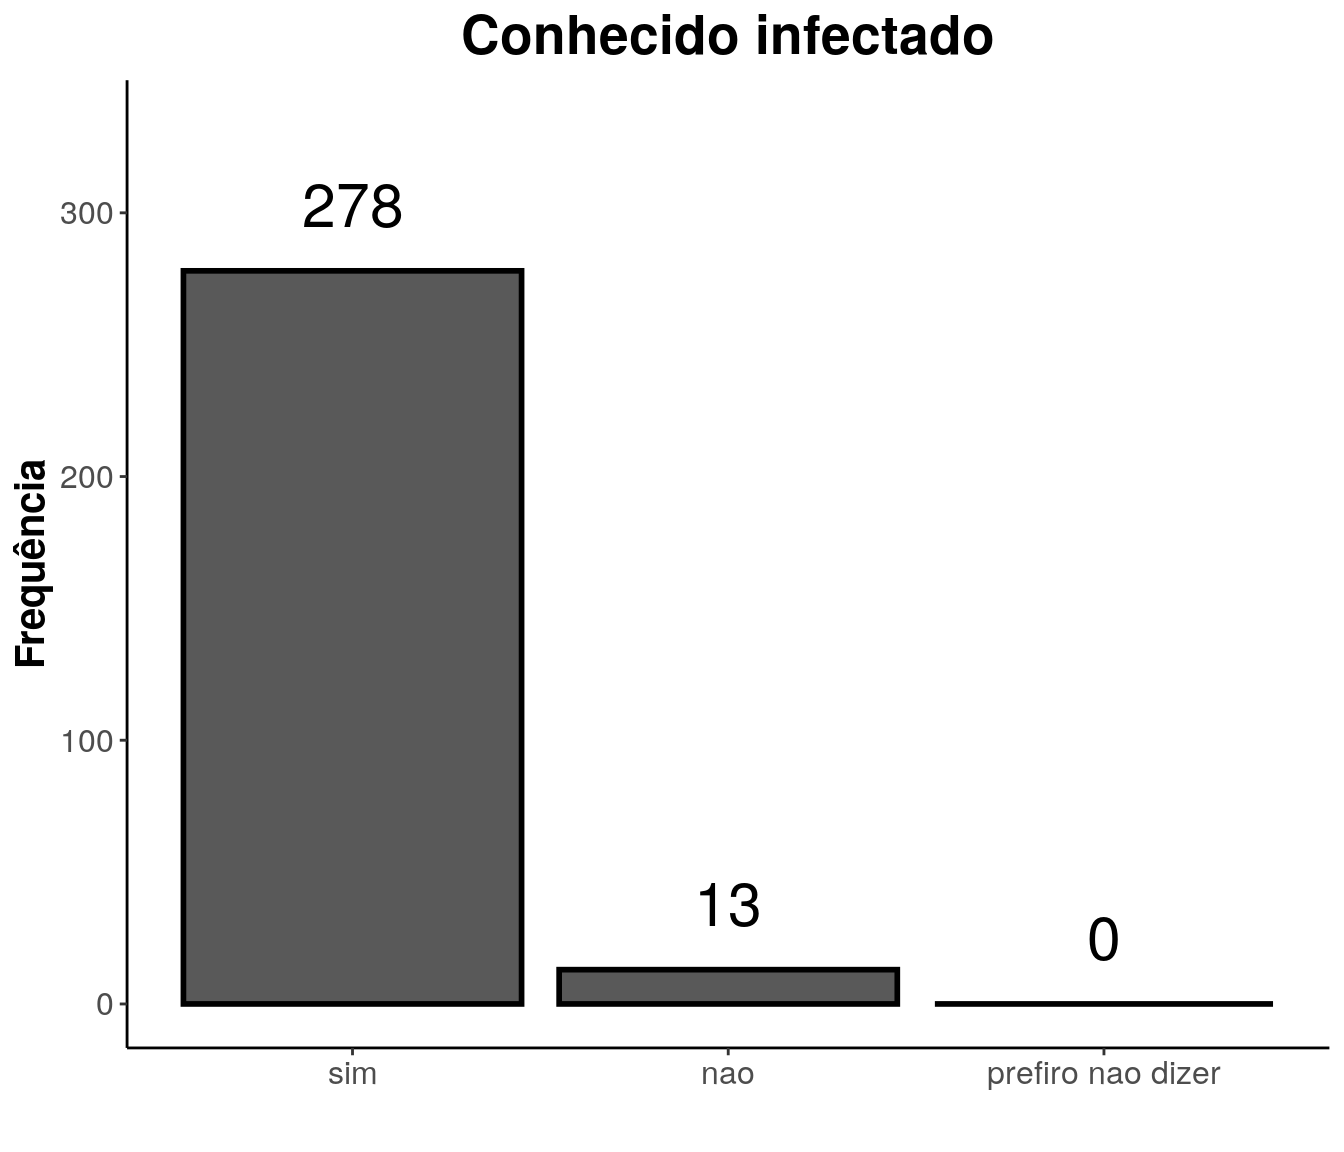 Conhecido infectado
Frequência
300
200
100
0
278
13
0
sim
nao
prefiro nao dizer